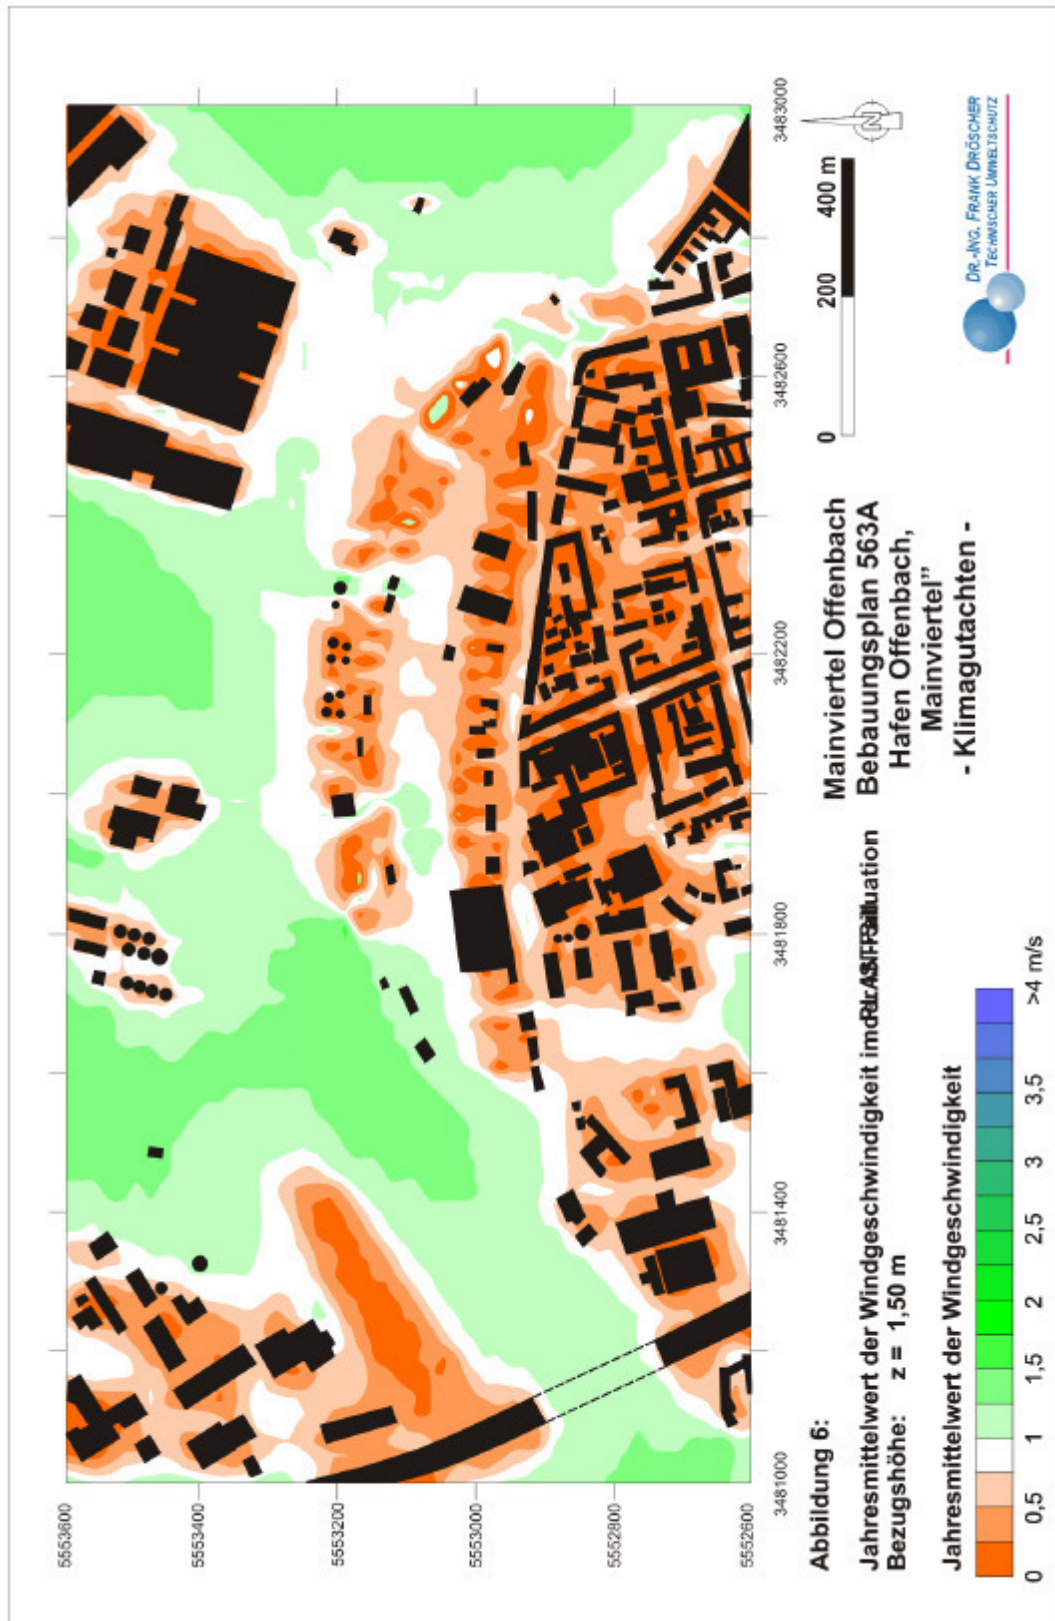 5553600
5553400
5553200
5553000
5552800
5552600
3481000
3481400
3481800
3482200
3482600
3483000
Abbildung 6:
Jahresmittelwert der Windgeschwindigkeit im
Bezugshöhe: z = 1,50 m
Jahresmittelwert der Windgeschwindigkeit
0 0,5 1 1,5 2 2,5 3 3,5 >4 m/s
Mainviertel Offenbach
Bebauungsplan 563A
Hafen Offenbach,
Mainviertel”
- Klimagutachten -
0 200 400 m
N
DR.-ING. FRANK DRÖSCHER
TECHNISCHER UMWELTSCHUTZ